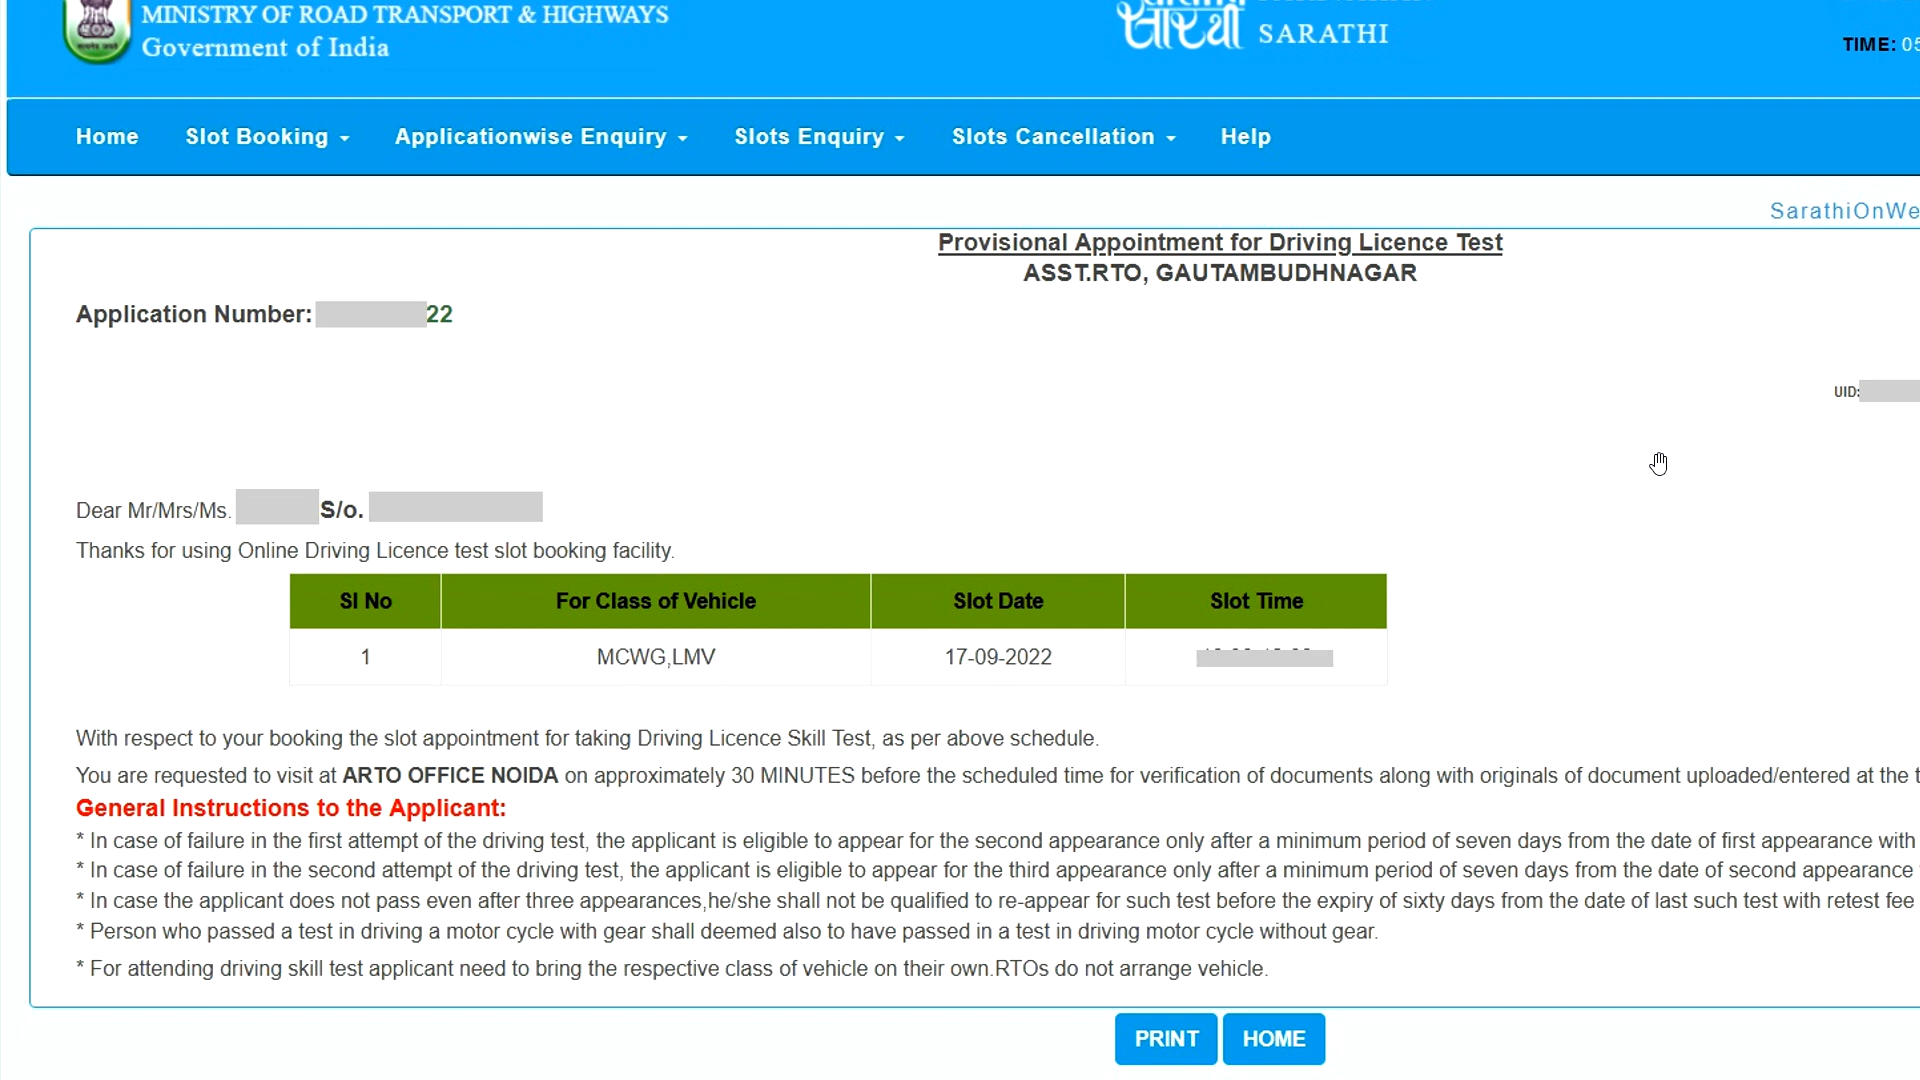 MINISTRY OF ROAD TRANSPORT & HIGHWAYS
Government of India
सारथी SARATHI
TIME: 05
Home Slot Booking Applicationwise Enquiry Slots Enquiry Slots Cancellation Help
SarathiOnWe
Provisional Appointment for Driving Licence Test
ASST.RTO, GAUTAMBUDHNAGAR
Application Number: 22
UID:
Dear Mr/Mrs/Ms. S/o.
Thanks for using Online Driving Licence test slot booking facility.
Sl No For Class of Vehicle Slot Date Slot Time
1 MCWG,LMV 17-09-2022
With respect to your booking the slot appointment for taking Driving Licence Skill Test, as per above schedule.
You are requested to visit at ARTO OFFICE NOIDA on approximately 30 MINUTES before the scheduled time for verification of documents along with originals of document uploaded/entered at the t
General Instructions to the Applicant:
* In case of failure in the first attempt of the driving test, the applicant is eligible to appear for the second appearance only after a minimum period of seven days from the date of first appearance with
* In case of failure in the second attempt of the driving test, the applicant is eligible to appear for the third appearance only after a minimum period of seven days from the date of second appearance
* In case the applicant does not pass even after three appearances,he/she shall not be qualified to re-appear for such test before the expiry of sixty days from the date of last such test with retest fee
* Person who passed a test in driving a motor cycle with gear shall deemed also to have passed in a test in driving motor cycle without gear.
* For attending driving skill test applicant need to bring the respective class of vehicle on their own.RTOs do not arrange vehicle.
PRINT HOME